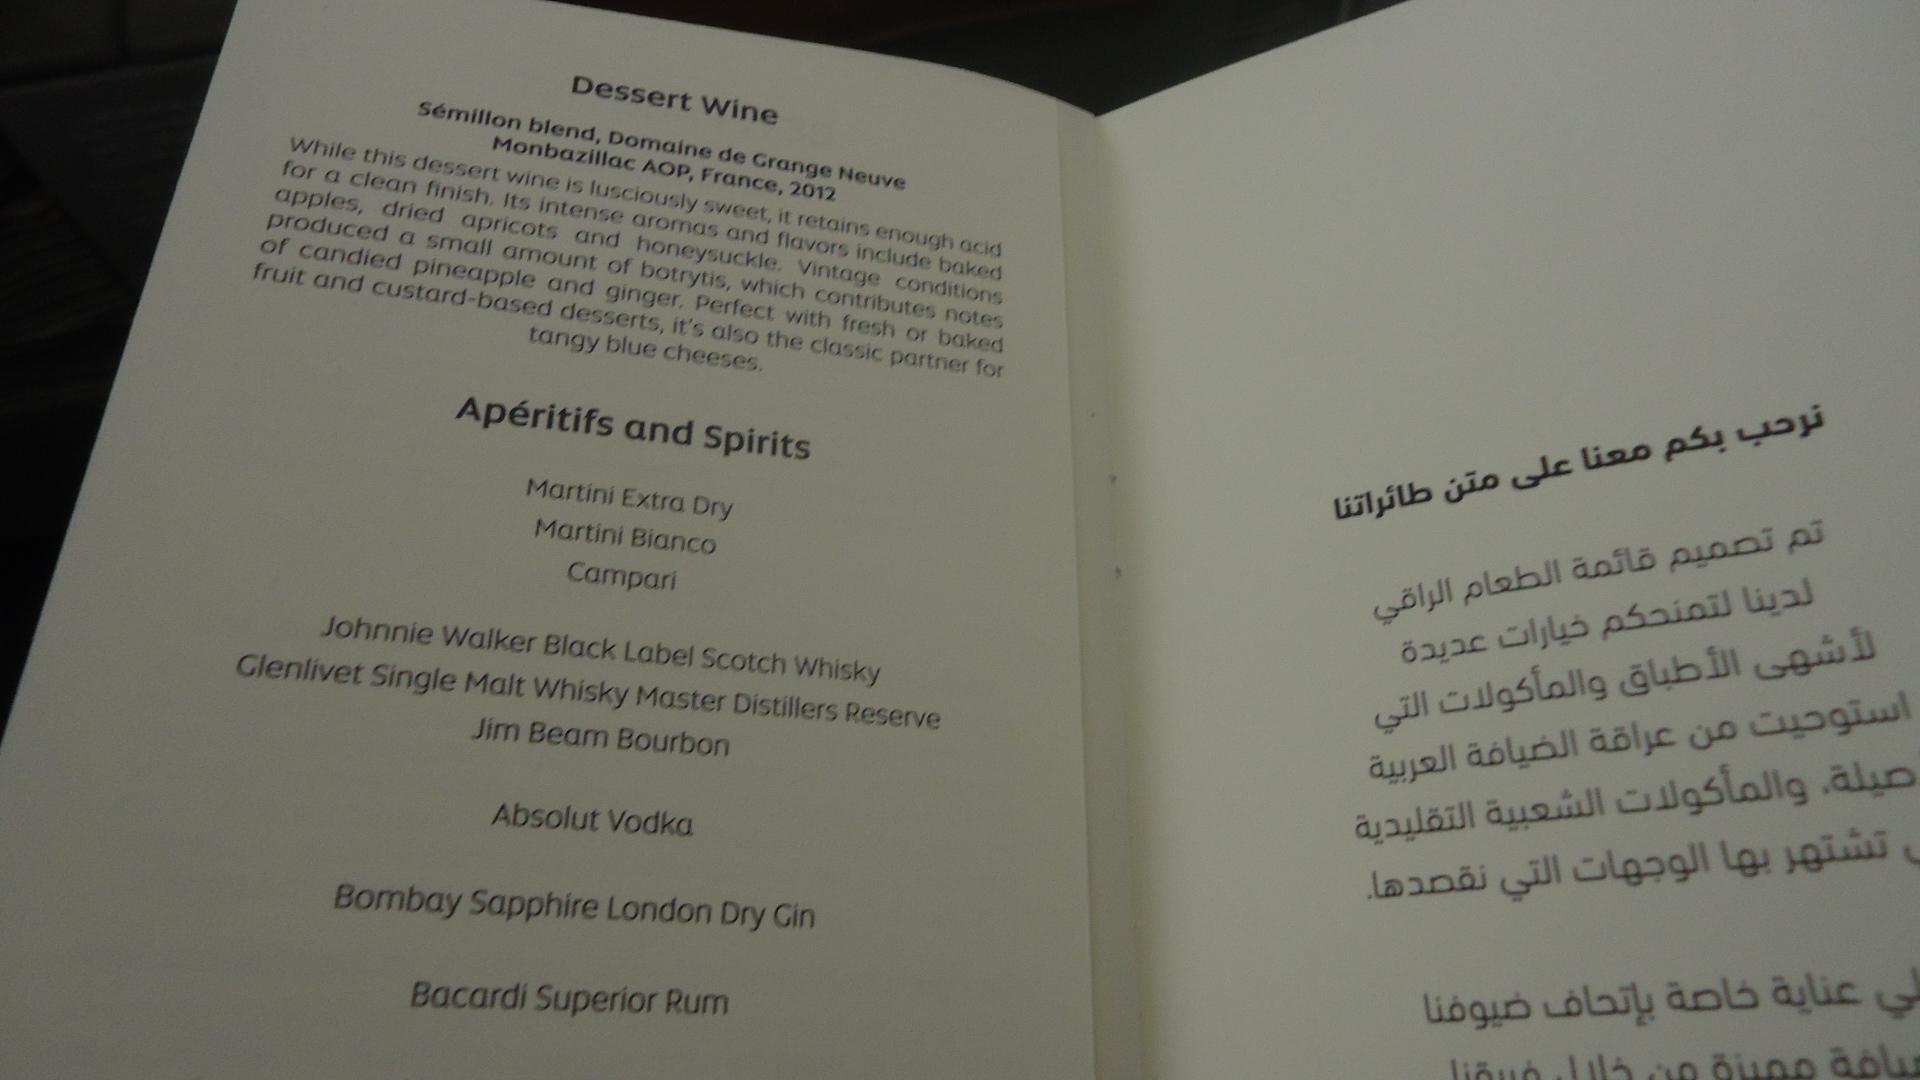 Dessert Wine
Sémillon blend, Domaine de Grange Neuve
Monbazillac AOP, France, 2012
While this dessert wine is lusciously sweet, it retains enough acid
for a clean finish. Its intense aromas and flavors include baked
apples, dried apricots and honeysuckle. Vintage conditions
produced a small amount of botrytis, which contributes notes
of candied pineapple and ginger. Perfect with fresh or baked
fruit and custard-based desserts, it's also the classic partner for
tangy blue cheeses.
Apéritifs and Spirits
Martini Extra Dry
Martini Bianco
Campari
Johnnie Walker Black Label Scotch Whisky
Glenlivet Single Malt Whisky Master Distillers Reserve
Jim Beam Bourbon
Absolut Vodka
Bombay Sapphire London Dry Gin
Bacardi Superior Rum
نرحب بكم معنا على متن طائراتنا
تم تصميم قائمة الطعام الراقي
لدينا لتمنحكم خيارات عديدة
لأشهى الأطباق والمأكولات التي
استوحيت من عراقة الضيافة العربية
صيلة، والمأكولات الشعبية التقليدية
تشتهر بها الوجهات التي نقصدها.
لي عناية خاصة بإتحاف ضيوفنا
يافة مميزة من خلال فريقنا